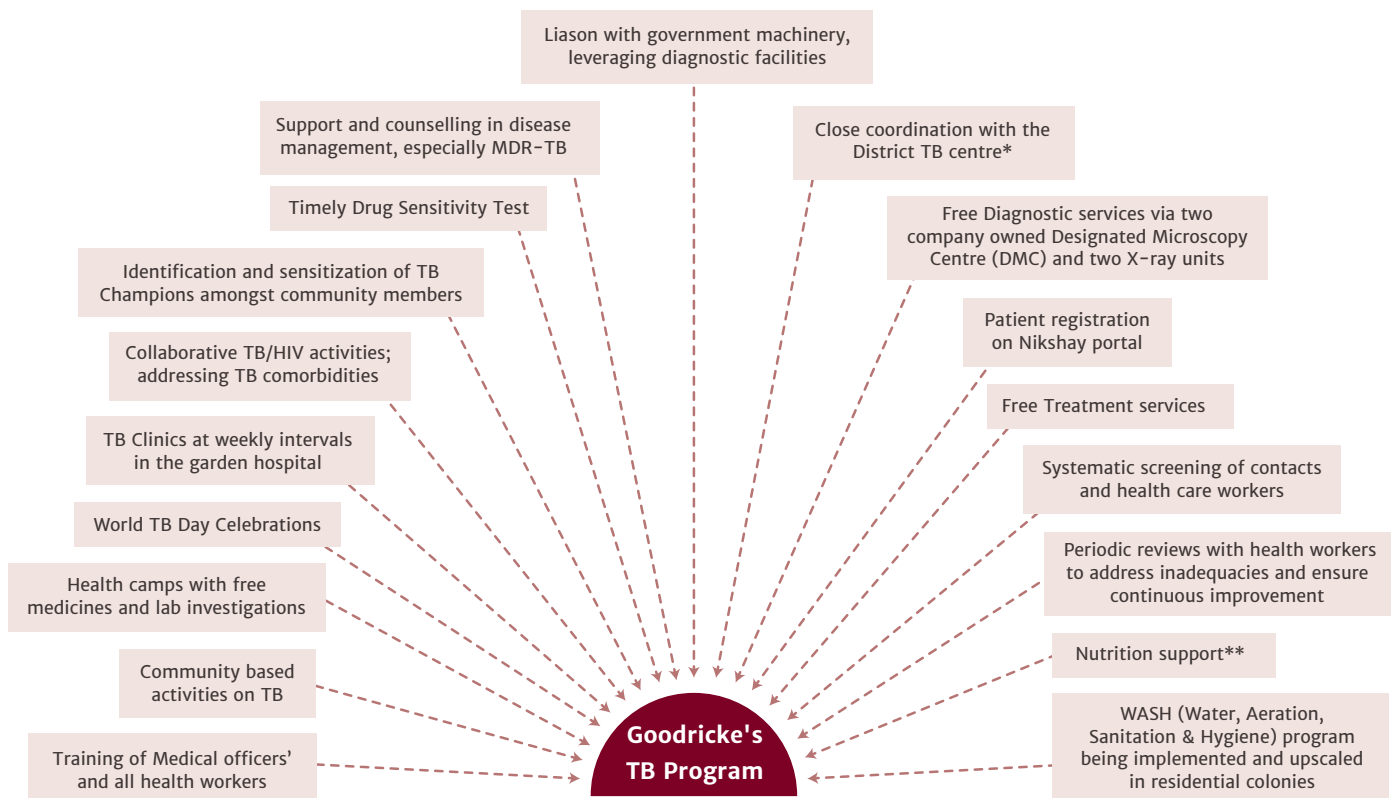 Liason with government machinery,
leveraging diagnostic facilities
Support and counselling in disease
management, especially MDR-TB
Close coordination with the
District TB centre*
Timely Drug Sensitivity Test
Free Diagnostic services via two
company owned Designated Microscopy
Centre (DMC) and two X-ray units
Identification and sensitization of TB
Champions amongst community members
Patient registration
on Nikshay portal
Collaborative TB/HIV activities;
addressing TB comorbidities
Free Treatment services
TB Clinics at weekly intervals
in the garden hospital
Systematic screening of contacts
and health care workers
World TB Day Celebrations
Periodic reviews with health workers
to address inadequacies and ensure
continuous improvement
Health camps with free
medicines and lab investigations
Nutrition support**
Community based
activities on TB
WASH (Water, Aeration,
Sanitation & Hygiene) program
being implemented and upscaled
in residential colonies
Training of Medical officers’
and all health workers
Goodricke's
TB Program